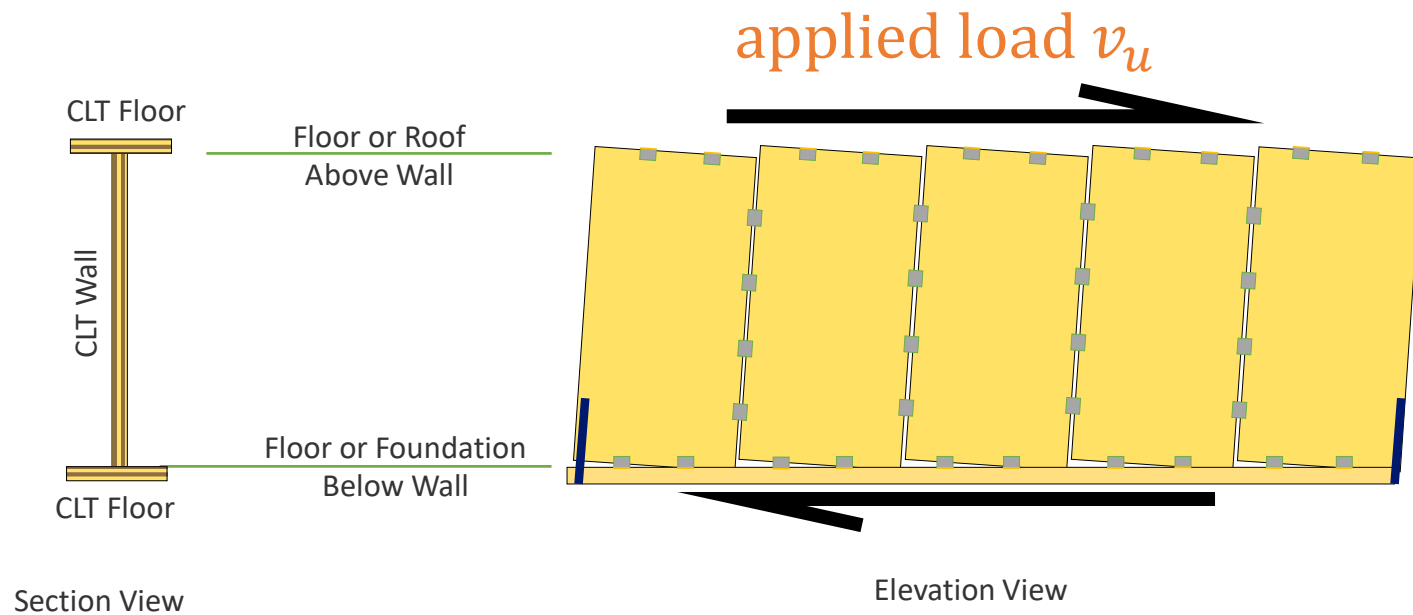 applied load vᵤ
CLT Floor
Floor or Roof
Above Wall
CLT Wall
Floor or Foundation
Below Wall
CLT Floor
Elevation View
Section View